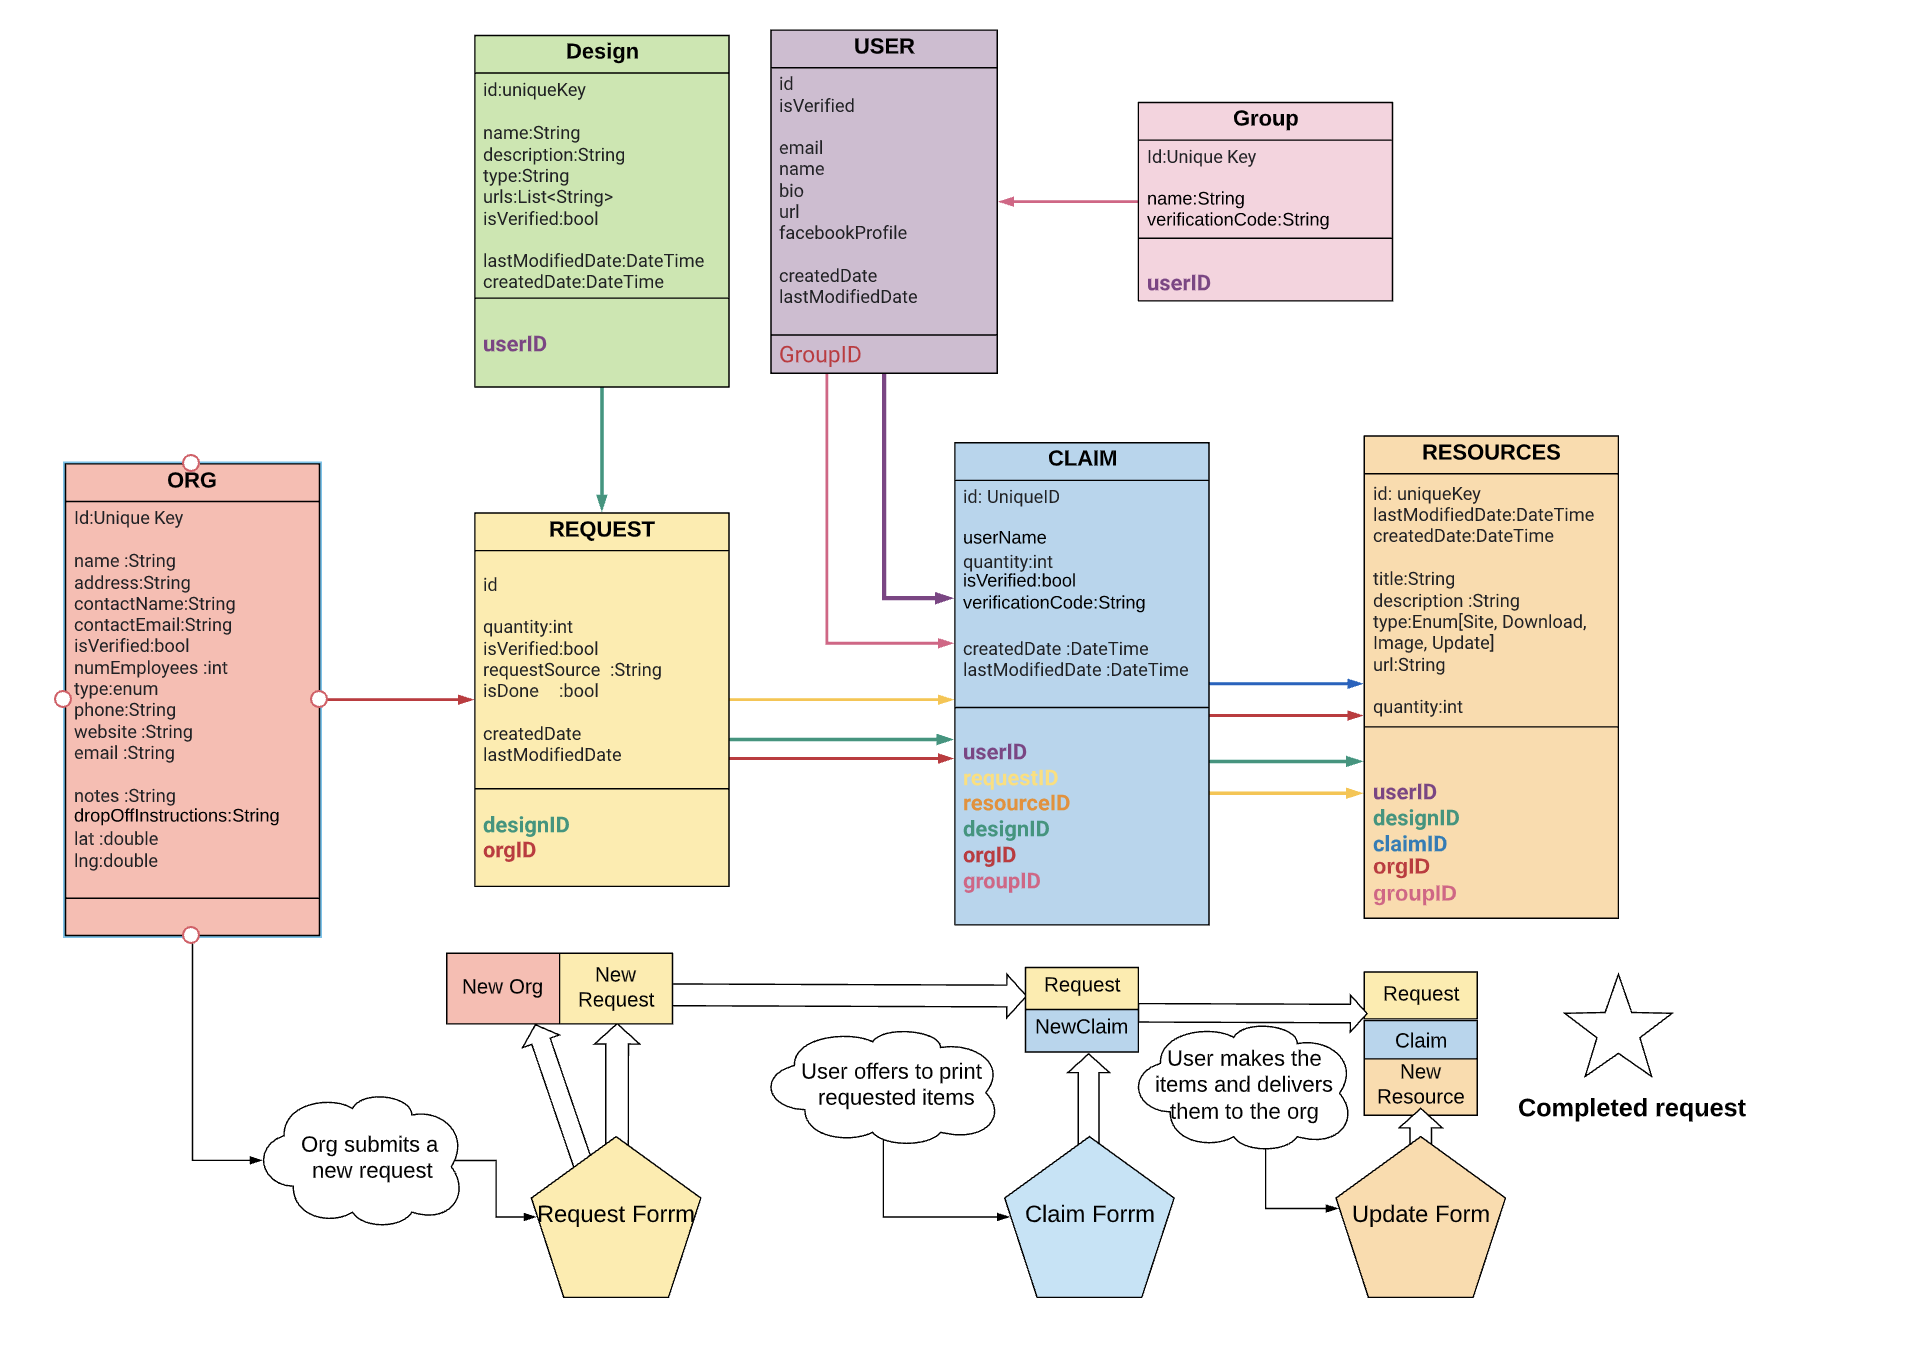 Design
id:uniqueKey
name:String
description:String
type:String
urls:List<String>
isVerified:bool
lastModifiedDate:DateTime
createdDate:DateTime
userID
USER
id
isVerified
email
name
bio
url
facebookProfile
createdDate
lastModifiedDate
GroupID
Group
Id:Unique Key
name:String
verificationCode:String
userID
ORG
Id:Unique Key
name :String
address:String
contactName:String
contactEmail:String
isVerified:bool
numEmployees :int
type:enum
phone:String
website :String
email :String
notes :String
dropOffInstructions:String
lat :double
lng:double
REQUEST
id
quantity:int
isVerified:bool
requestSource :String
isDone :bool
createdDate
lastModifiedDate
designID
orgID
CLAIM
id: UniqueID
userName
quantity:int
isVerified:bool
verificationCode:String
createdDate :DateTime
lastModifiedDate :DateTime
userID
requestID
resourceID
designID
orgID
groupID
RESOURCES
id: uniqueKey
lastModifiedDate:DateTime
createdDate:DateTime
title:String
description :String
type:Enum[Site, Download,
Image, Update]
url:String
quantity:int
userID
designID
claimID
orgID
groupID
New Org
New
Request
Request
NewClaim
Request
Claim
New
Resource
Org submits a
new request
User offers to print
requested items
User makes the
items and delivers
them to the org
Completed request
Request Forrm
Claim Forrm
Update Form